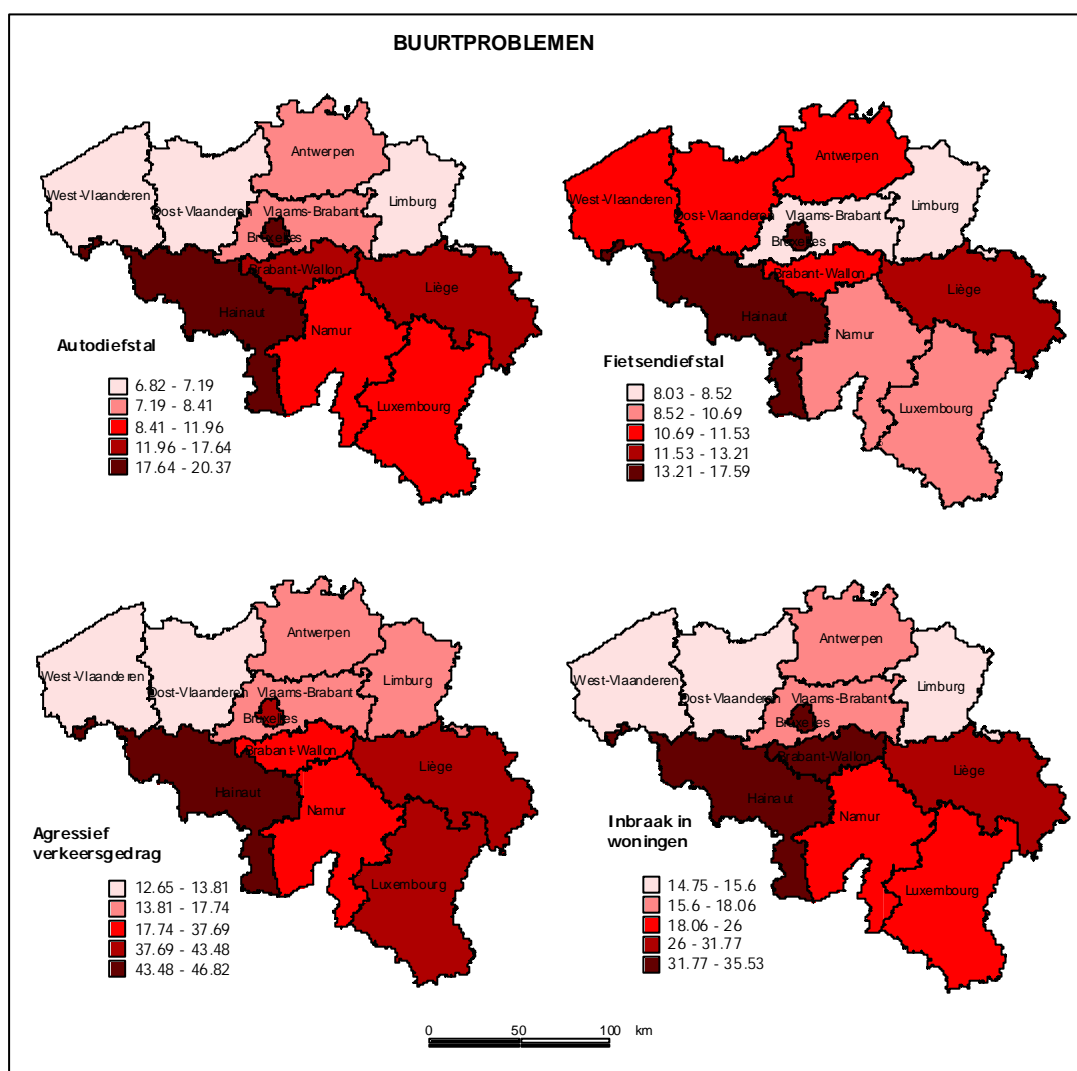 BUURTPROBLEMEN
Antwerpen
West-Vlaanderen
Oost-Vlaanderen
Vlaams-Brabant
Limburg
Bruxelles
Brabant-Wallon
Liège
Hainaut
Namur
Luxembourg
Autodiefstal
6.82 - 7.19
7.19 - 8.41
8.41 - 11.96
11.96 - 17.64
17.64 - 20.37
Antwerpen
West-Vlaanderen
Oost-Vlaanderen
Vlaams-Brabant
Limburg
Bruxelles
Brabant-Wallon
Liège
Hainaut
Namur
Luxembourg
Fietsendiefstal
8.03 - 8.52
8.52 - 10.69
10.69 - 11.53
11.53 - 13.21
13.21 - 17.59
Antwerpen
West-Vlaanderen
Oost-Vlaanderen
Vlaams-Brabant
Limburg
Bruxelles
Brabant-Wallon
Liège
Hainaut
Namur
Luxembourg
Agressief
verkeersgedrag
12.65 - 13.81
13.81 - 17.74
17.74 - 37.69
37.69 - 43.48
43.48 - 46.82
Antwerpen
West-Vlaanderen
Oost-Vlaanderen
Vlaams-Brabant
Limburg
Bruxelles
Brabant-Wallon
Liège
Hainaut
Namur
Luxembourg
Inbraak in
woningen
14.75 - 15.6
15.6 - 18.06
18.06 - 26
26 - 31.77
31.77 - 35.53
0 50 100 km